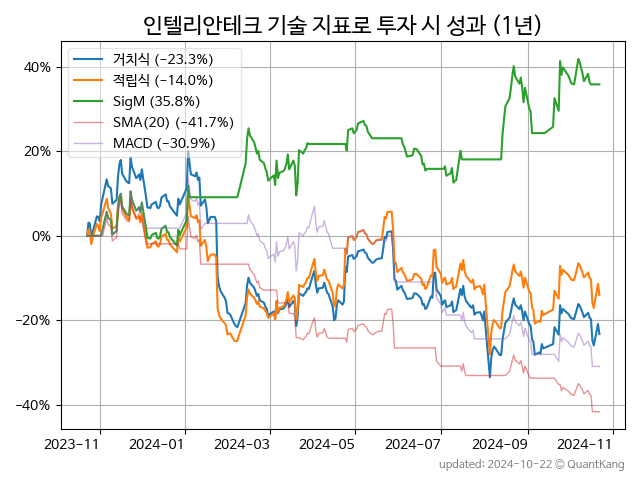 인텔리안테크 기술 지표로 투자 시 성과 (1년)
거치식 (−23.3%)
적립식 (−14.0%)
SigM (35.8%)
SMA(20) (−41.7%)
MACD (−30.9%)
40%
20%
0%
−20%
−40%
2023-11 2024-01 2024-03 2024-05 2024-07 2024-09 2024-11
updated: 2024-10-22 © QuantKang